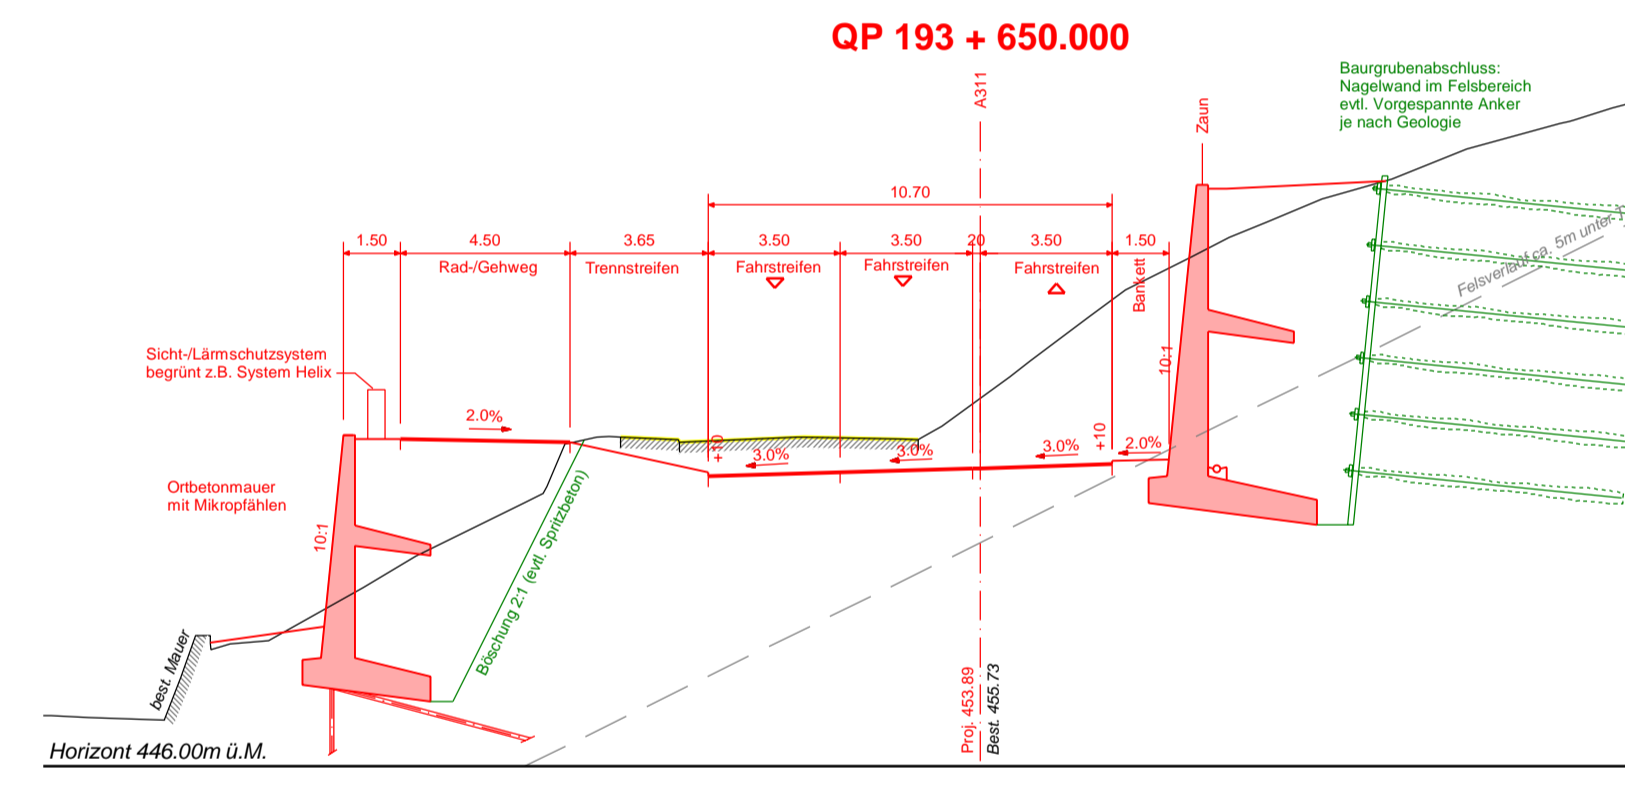 QP 193 + 650.000
A311
Zaun
Baurgrubenabschluss:
Nagelwand im Felsbereich
evtl. Vorgespannte Anker
je nach Geologie
10.70
1.50
4.50
3.65
3.50
3.50
20
3.50
1.50
Rad-/Gehweg
Trennstreifen
Fahrstreifen
Fahrstreifen
Fahrstreifen
Bankett
Felsverlauf ca. 5m unter
Sicht-/Lärmschutzsystem
begrünt z.B. System Helix
10:1
2.0%
+10
3.0%
3.0%
3.0%
+10
2.0%
Ortbetonmauer
mit Mikropfählen
10:1
Böschung 2:1 (evtl. Spritzbeton)
best. Mauer
Proj. 453.89
Best. 455.73
Horizont 446.00m ü.M.